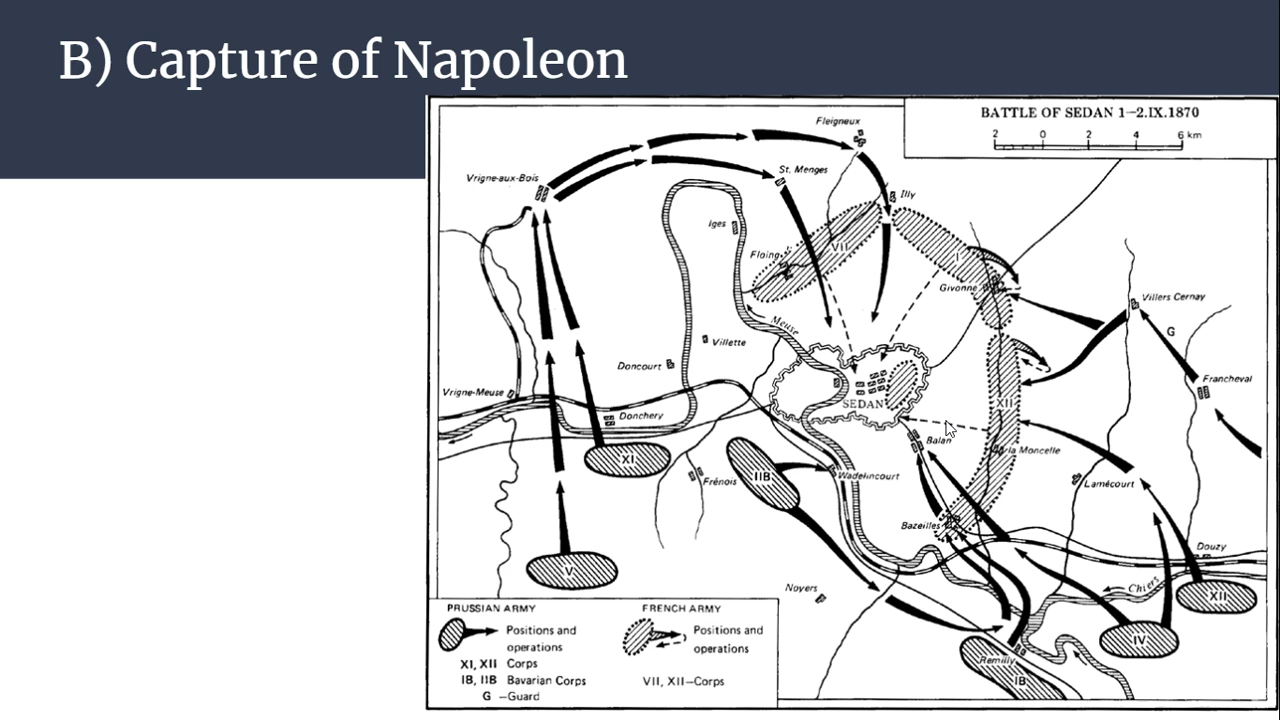 B) Capture of Napoleon
BATTLE OF SEDAN 1–2.IX.1870
2 0 2 4 6 km
Fleigneux
St. Menges
Vrigne-aux-Bois
Illy
Iges
VII
I
Floing
Givonne
Villers Cernay
Meuse
G
Villette
Doncourt
Francheval
Vrigne-Meuse
SEDAN
XII
Donchery
Balan
la Moncelle
XI
IIB
Wadelincourt
Frénois
Lamécourt
Bazeilles
Douzy
V
Noyers
Chiers
XII
IV
Remilly
IB
PRUSSIAN ARMY
Positions and
operations
XI, XII Corps
IB, IIB Bavarian Corps
G –Guard
FRENCH ARMY
Positions and
operations
VII, XII–Corps